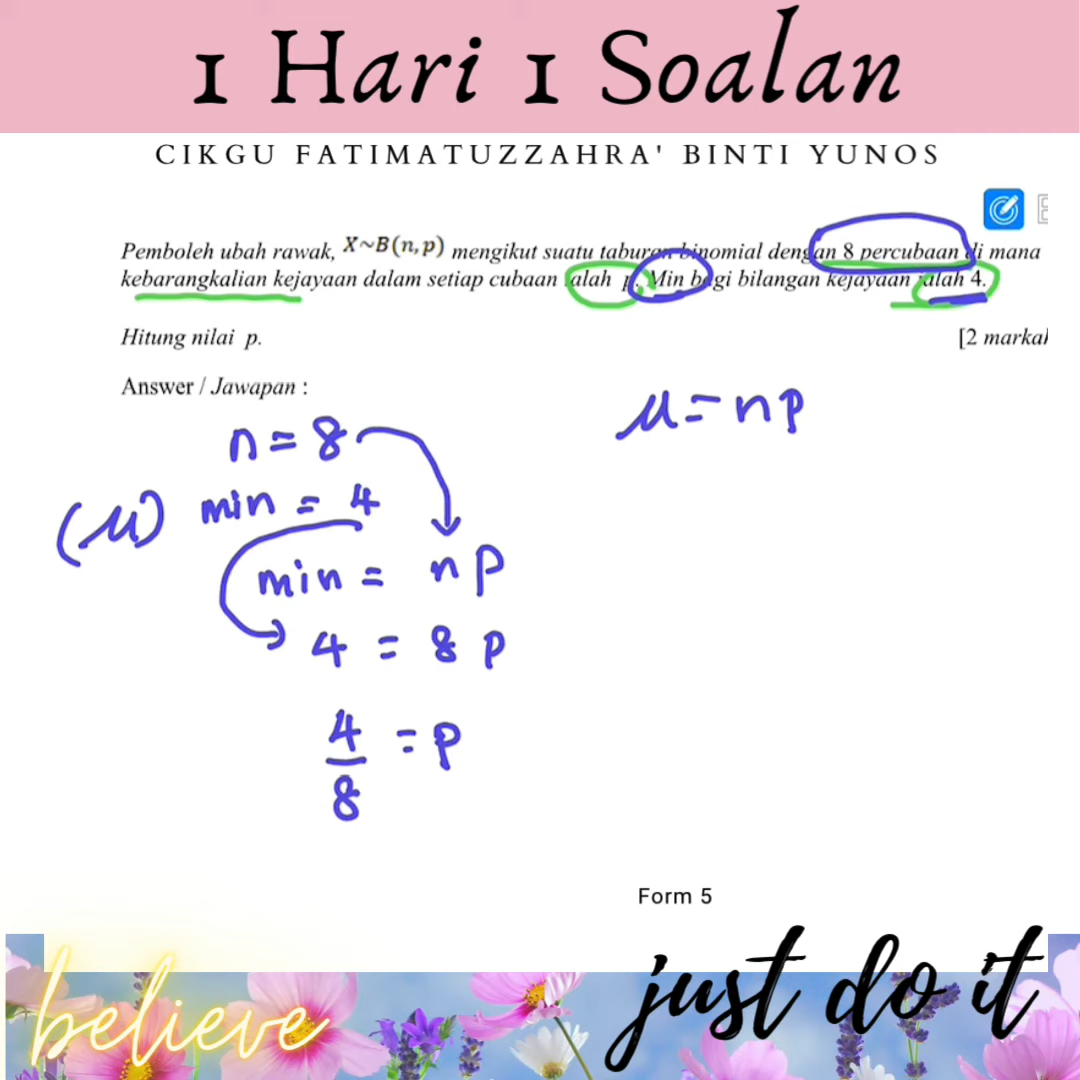 1 Hari 1 Soalan
CIKGU FATIMATUZZAHRA' BINTI YUNOS
Pemboleh ubah rawak, X~B(n,p) mengikut suatu taburan binomial dengan 8 percubaan di mana
kebarangkalian kejayaan dalam setiap cubaan ialah p. Min bagi bilangan kejayaan ialah 4.
Hitung nilai p. [2 markah
Answer / Jawapan :
μ = np
n = 8
(μ) min = 4
min = np
4 = 8p
4/8 = p
Form 5
believe
just do it